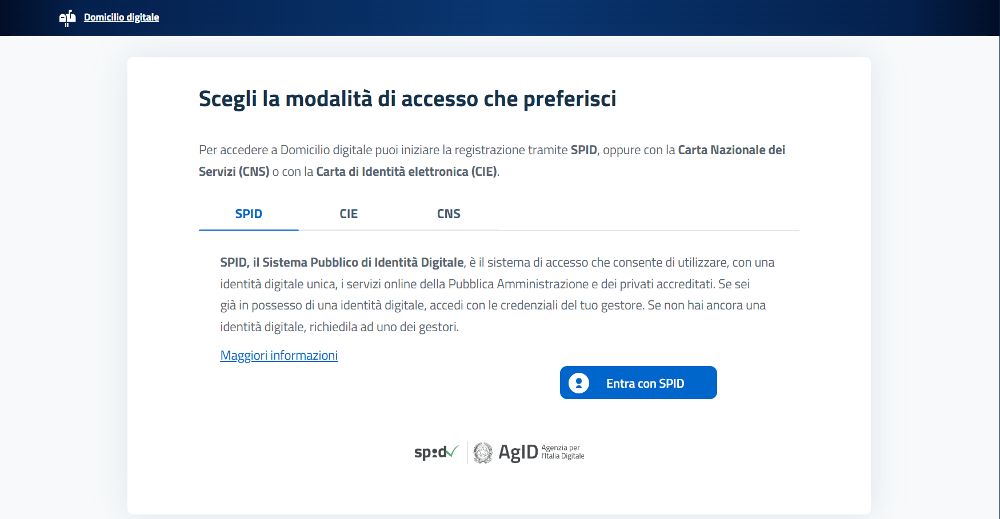 Domicilio digitale
Scegli la modalità di accesso che preferisci
Per accedere a Domicilio digitale puoi iniziare la registrazione tramite SPID, oppure con la Carta Nazionale dei
Servizi (CNS) o con la Carta di Identità elettronica (CIE).
SPID CIE CNS
SPID, il Sistema Pubblico di Identità Digitale, è il sistema di accesso che consente di utilizzare, con una
identità digitale unica, i servizi online della Pubblica Amministrazione e dei privati accreditati. Se sei
già in possesso di una identità digitale, accedi con le credenziali del tuo gestore. Se non hai ancora una
identità digitale, richiedila ad uno dei gestori.
Maggiori informazioni
Entra con SPID
spid AgID Agenzia per
l'Italia Digitale